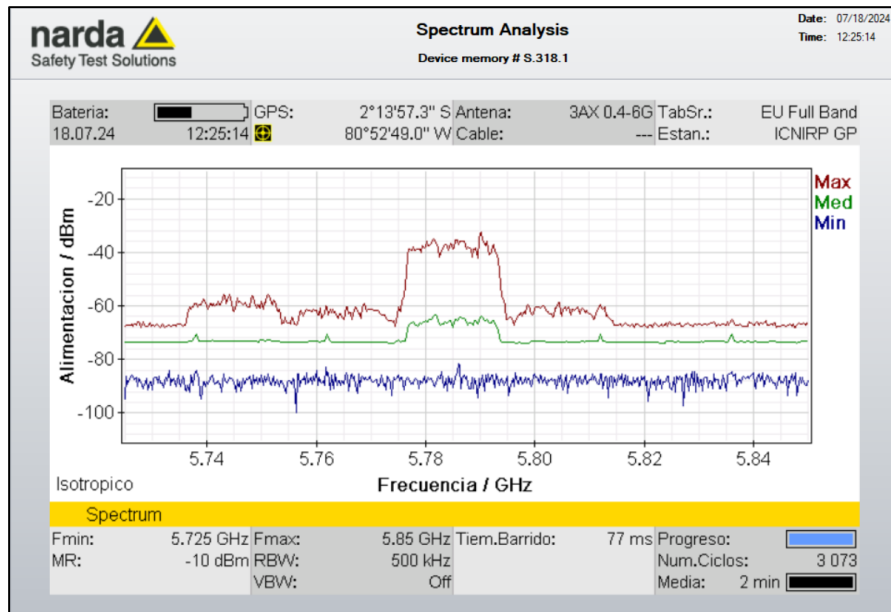 narda
Safety Test Solutions
Spectrum Analysis
Device memory # S.318.1
Date: 07/18/2024
Time: 12:25:14
Bateria:
18.07.24 12:25:14
GPS: 2°13'57.3" S
80°52'49.0" W
Antena: 3AX 0.4-6G
Cable: ---
TabSr.: EU Full Band
Estan.: ICNIRP GP
Max
Med
Min
Alimentacion / dBm
-20
-40
-60
-80
-100
5.74 5.76 5.78 5.80 5.82 5.84
Isotropico
Frecuencia / GHz
Spectrum
Fmin: 5.725 GHz
MR: -10 dBm
Fmax: 5.85 GHz
RBW: 500 kHz
VBW: Off
Tiem.Barrido: 77 ms
Progreso:
Num.Ciclos: 3 073
Media: 2 min